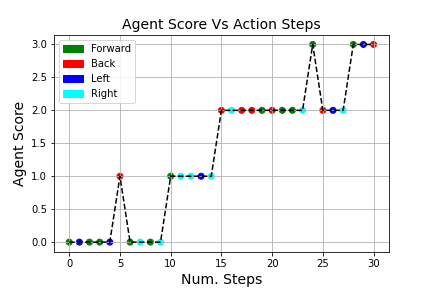 Agent Score Vs Action Steps
Forward
Back
Left
Right
3.0
2.5
2.0
1.5
1.0
0.5
0.0
Agent Score
0 5 10 15 20 25 30
Num. Steps